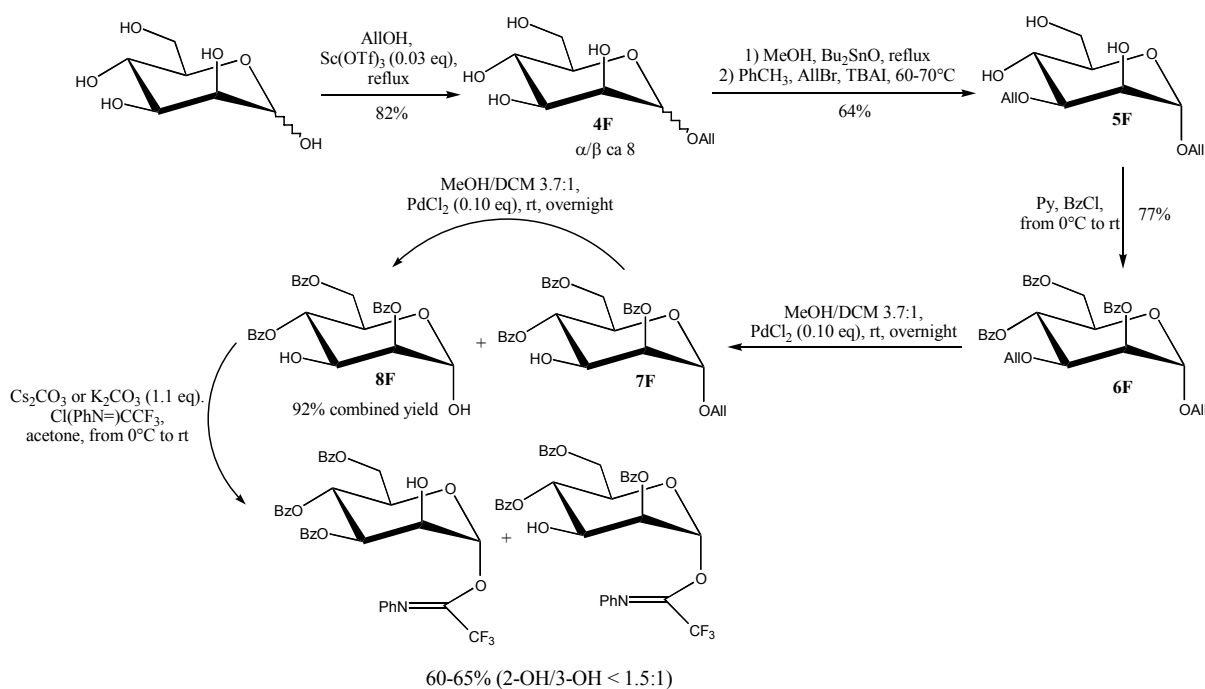 HO
HO
O
HO
HO
OH
AllOH,
Sc(OTf)3 (0.03 eq),
reflux
82%
HO
HO
O
HO
HO
4F
OAll
α/β ca 8
1) MeOH, Bu2SnO, reflux
2) PhCH3, AllBr, TBAI, 60-70°C
64%
HO
HO
O
HO
AllO
5F
OAll
Py, BzCl,
from 0°C to rt
77%
BzO
BzO
O
BzO
AllO
6F
OAll
MeOH/DCM 3.7:1,
PdCl2 (0.10 eq), rt, overnight
BzO
BzO
O
BzO
HO
7F
OAll
MeOH/DCM 3.7:1,
PdCl2 (0.10 eq), rt, overnight
+
BzO
BzO
O
BzO
HO
8F
OH
92% combined yield
Cs2CO3 or K2CO3 (1.1 eq).
Cl(PhN=)CCF3,
acetone, from 0°C to rt
BzO
HO
O
BzO
BzO
O
PhN
CF3
+
BzO
BzO
O
BzO
HO
O
PhN
CF3
60-65% (2-OH/3-OH < 1.5:1)